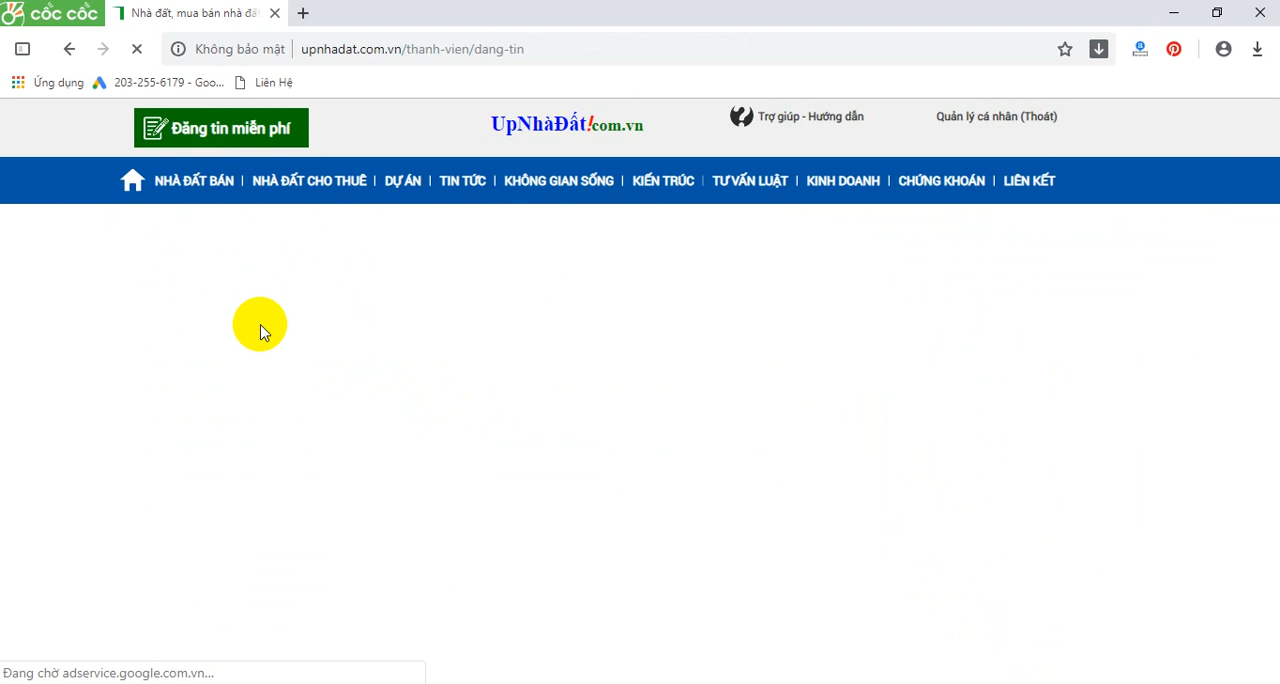 cốc cốc
Nhà đất, mua bán nhà đấ
Không bảo mật
upnhadat.com.vn/thanh-vien/dang-tin
Ứng dụng
203-255-6179 - Goo...
Liên Hệ
Đăng tin miễn phí
UpNhàĐất!com.vn
Trợ giúp - Hướng dẫn
Quản lý cá nhân (Thoát)
NHÀ ĐẤT BÁN | NHÀ ĐẤT CHO THUÊ | DỰ ÁN | TIN TỨC | KHÔNG GIAN SỐNG | KIẾN TRÚC | TƯ VẤN LUẬT | KINH DOANH | CHỨNG KHOÁN | LIÊN KẾT
Đang chờ adservice.google.com.vn...